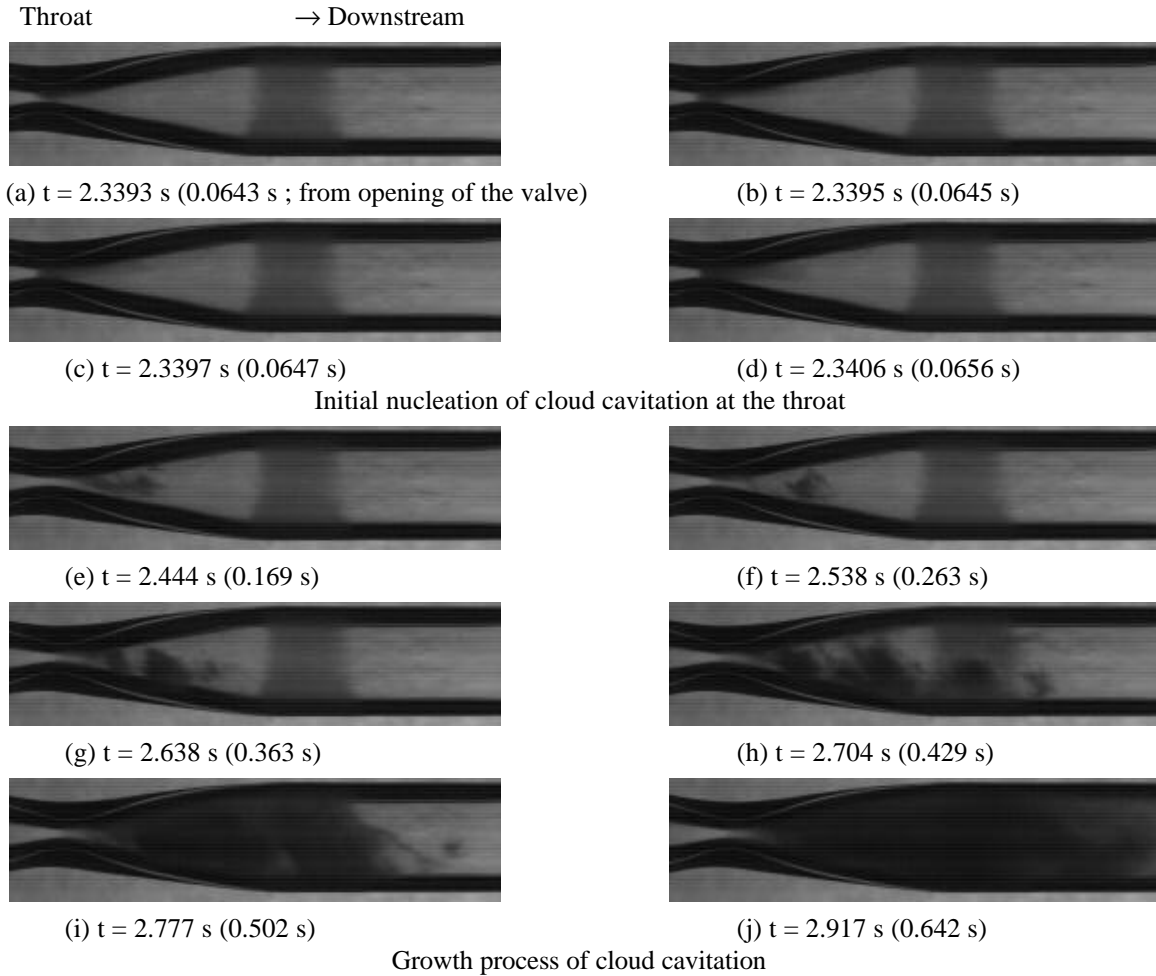 Throat → Downstream
(a) t = 2.3393 s (0.0643 s ; from opening of the valve) (b) t = 2.3395 s (0.0645 s)
(c) t = 2.3397 s (0.0647 s) (d) t = 2.3406 s (0.0656 s)
Initial nucleation of cloud cavitation at the throat
(e) t = 2.444 s (0.169 s) (f) t = 2.538 s (0.263 s)
(g) t = 2.638 s (0.363 s) (h) t = 2.704 s (0.429 s)
(i) t = 2.777 s (0.502 s) (j) t = 2.917 s (0.642 s)
Growth process of cloud cavitation